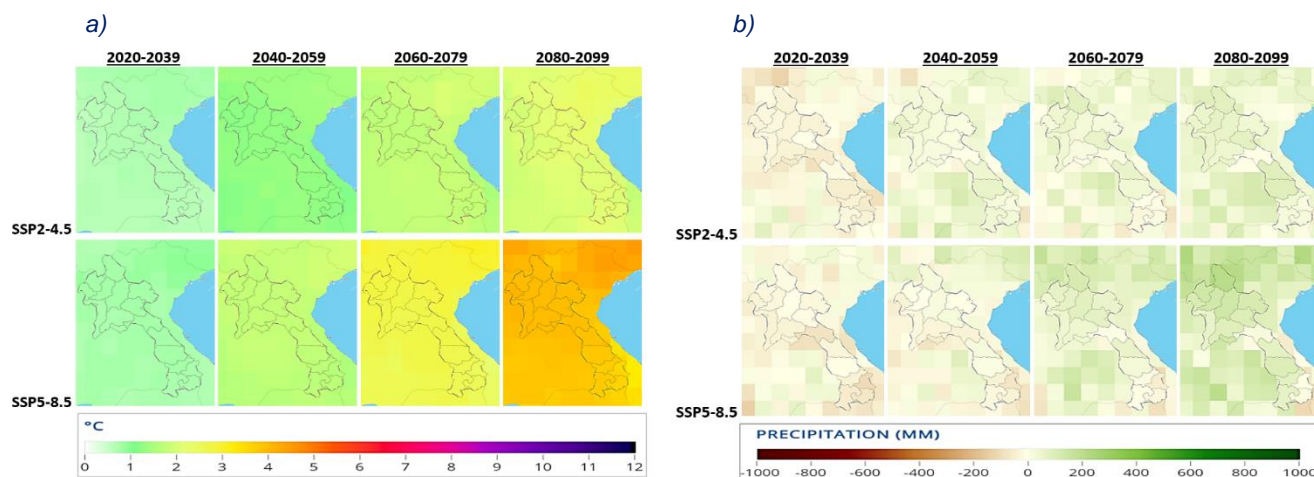 a)
2020-2039 2040-2059 2060-2079 2080-2099
SSP2-4.5
SSP5-8.5
°C
0 1 2 3 4 5 6 7 8 9 10 11 12
b)
2020-2039 2040-2059 2060-2079 2080-2099
SSP2-4.5
SSP5-8.5
PRECIPITATION (MM)
-1000 -800 -600 -400 -200 0 200 400 600 800 1000